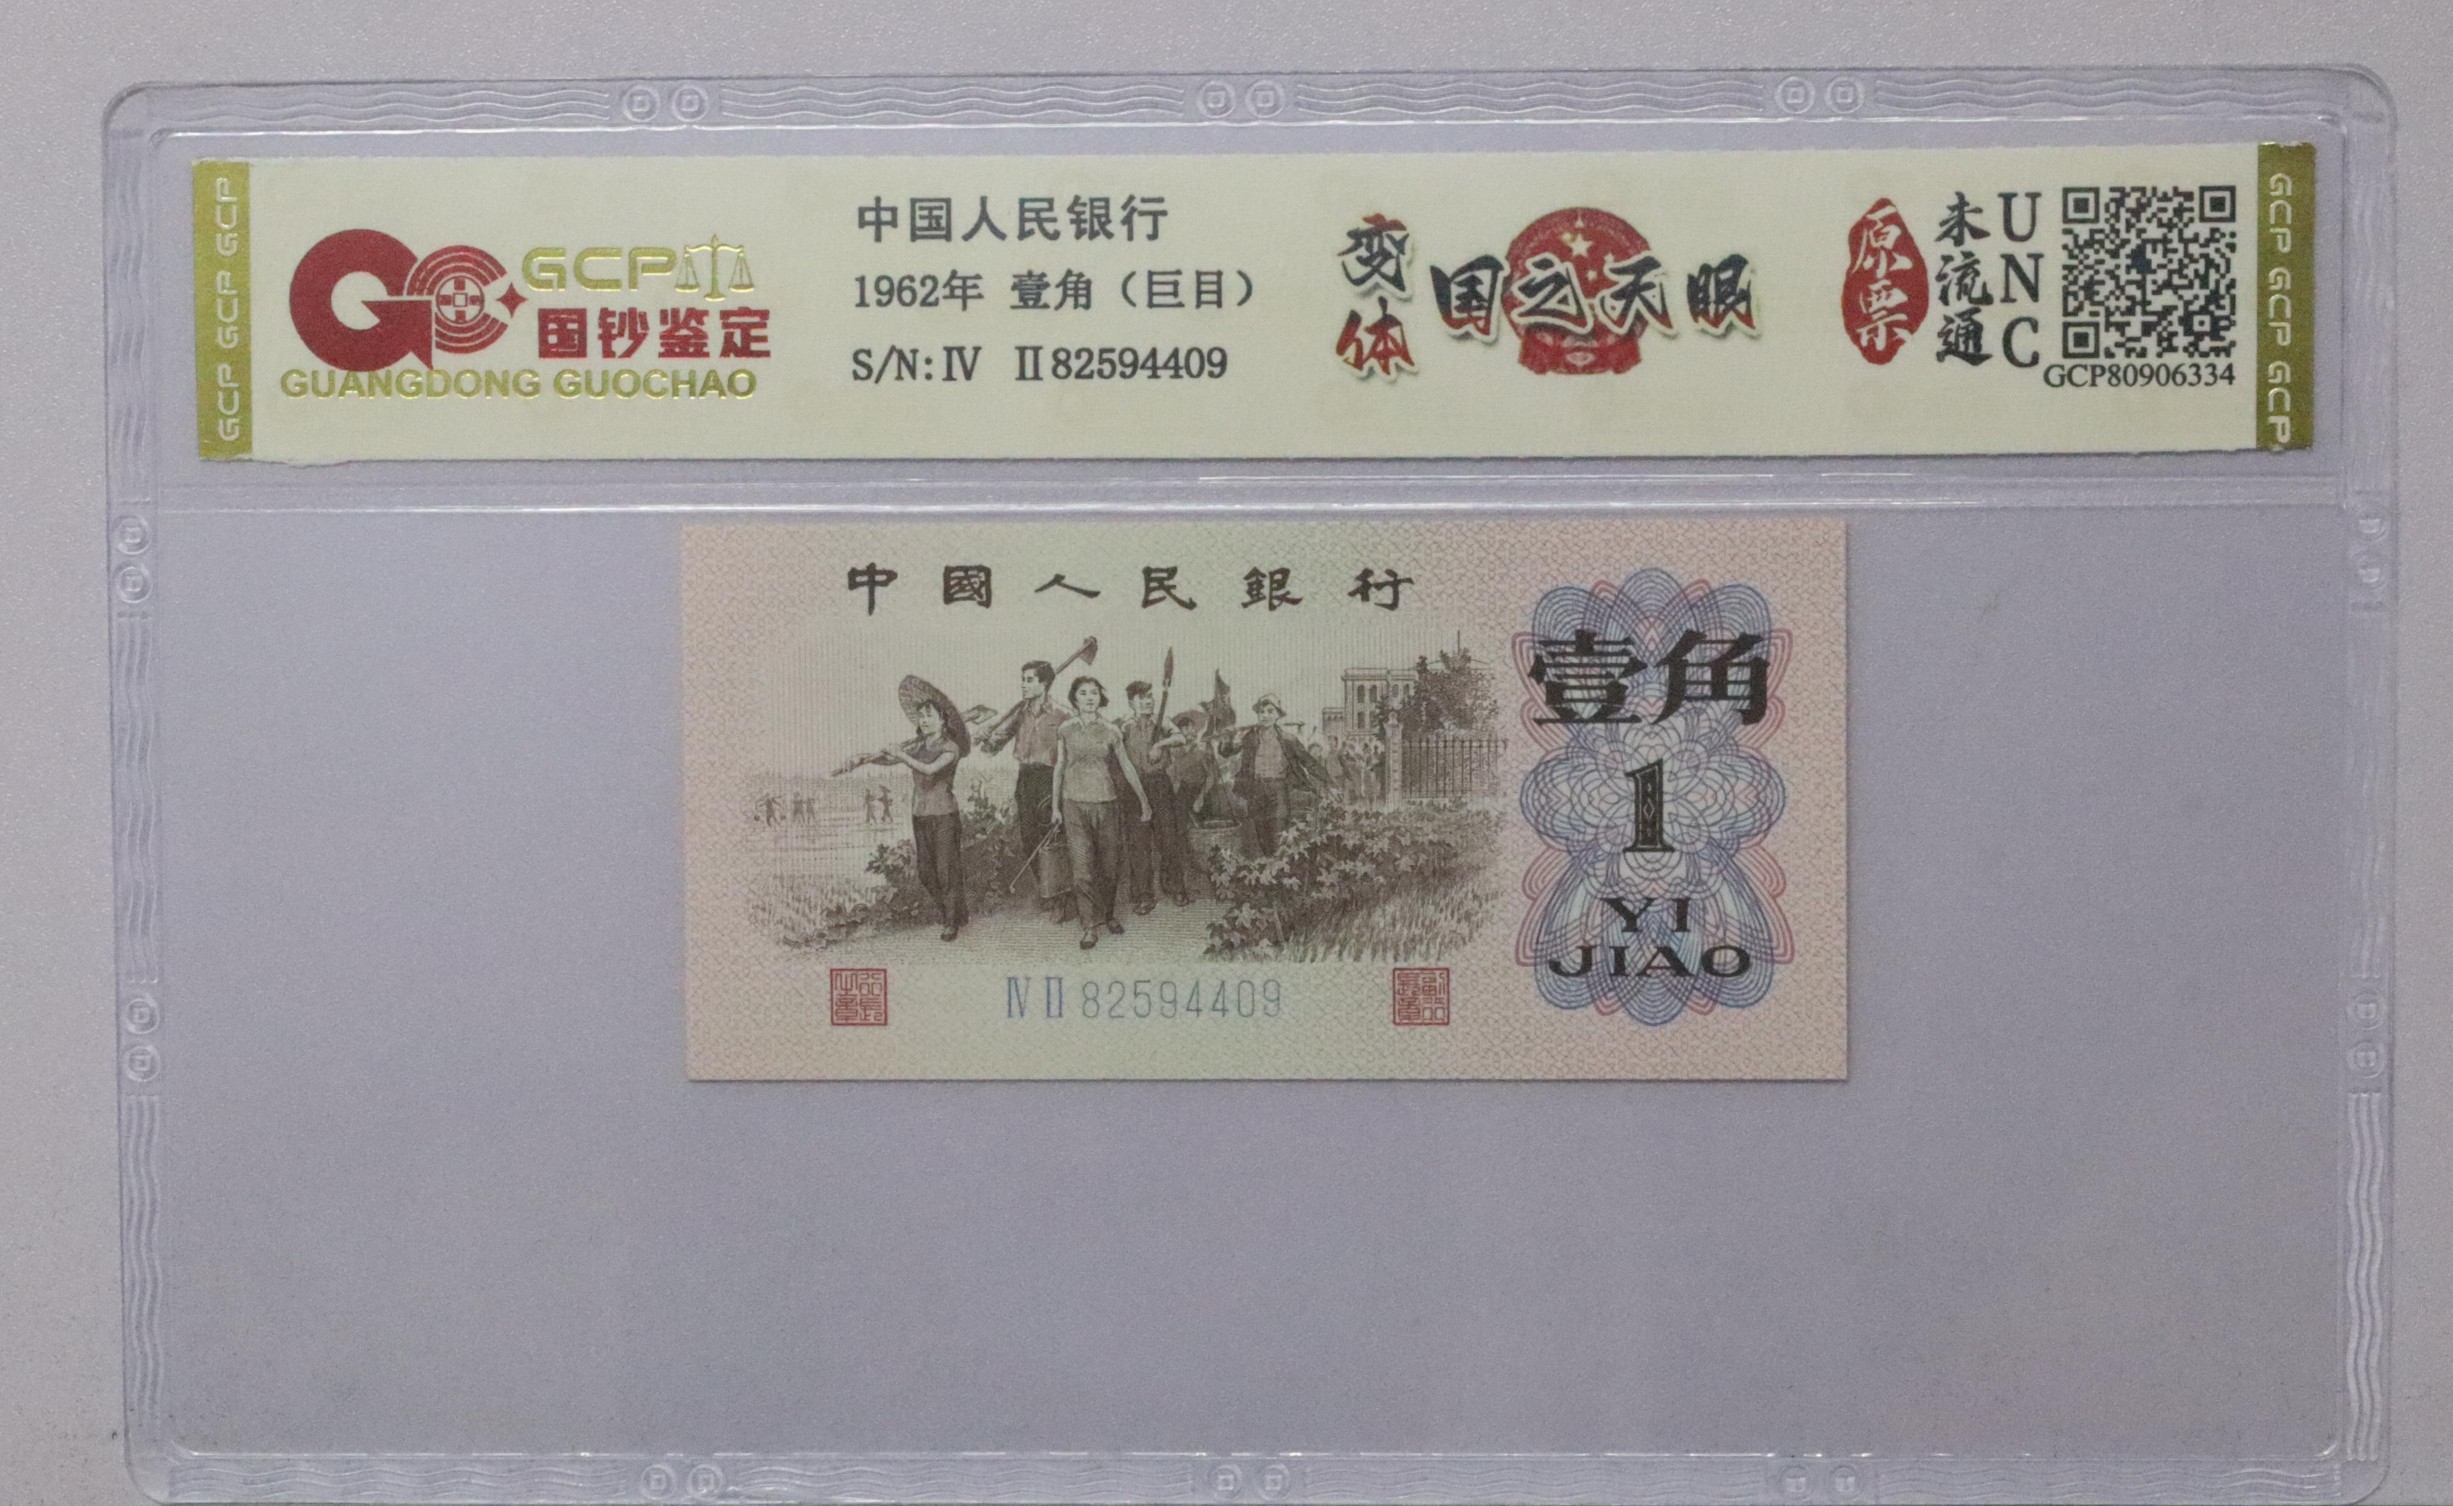 GCP GCP GCP
GCP
国钞鉴定
GUANGDONG GUOCHAO
中国人民银行
1962年 壹角（巨目）
S/N: Ⅳ Ⅱ82594409
变体
国之天眼
原票
未流通
UNC
GCP80906334
GCP GCP GCP
中國人民銀行
壹角
1
YI
JIAO
ⅣⅡ82594409